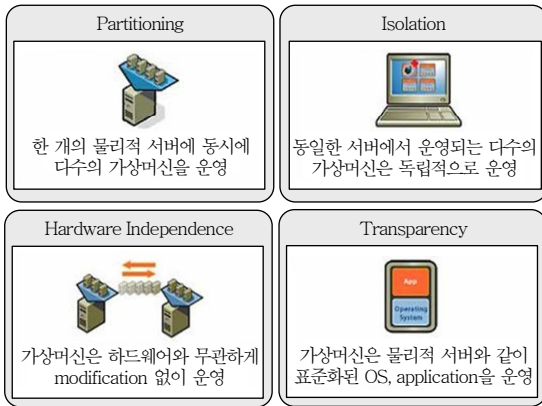 Partitioning
한 개의 물리적 서버에 동시에
다수의 가상머신을 운영
Isolation
동일한 서버에서 운영되는 다수의
가상머신은 독립적으로 운영
Hardware Independence
가상머신은 하드웨어와 무관하게
modification 없이 운영
Transparency
App
Operating
System
가상머신은 물리적 서버와 같이
표준화된 OS, application을 운영